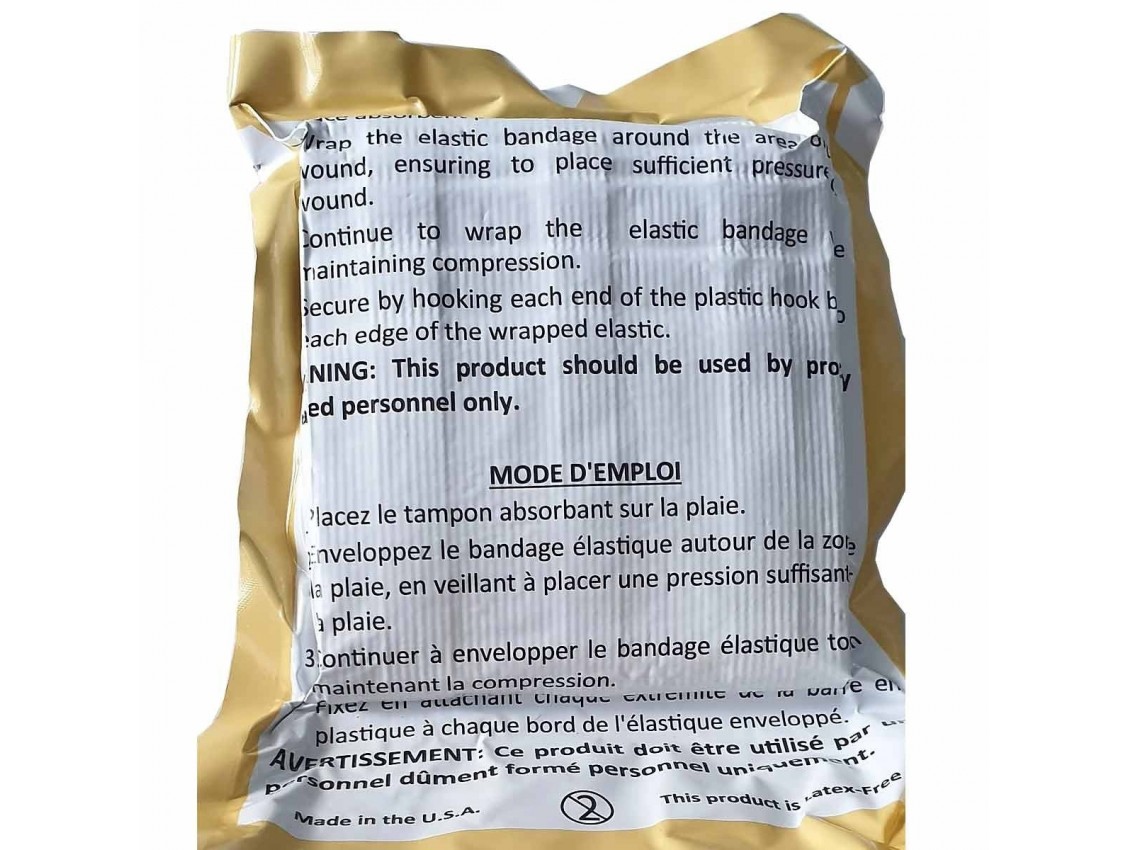 Wrap the elastic bandage around the area
wound, ensuring to place sufficient pressure
wound.
Continue to wrap the elastic bandage
maintaining compression.
Secure by hooking each end of the plastic hook
each edge of the wrapped elastic.
NING: This product should be used by
ed personnel only.
MODE D'EMPLOI
Placez le tampon absorbant sur la plaie.
Enveloppez le bandage élastique autour de la
la plaie, en veillant à placer une pression
à plaie.
3 Continuer à envelopper le bandage élastique
maintenant la compression.
Fixez en attachant chaque extrémité de la barre en
plastique à chaque bord de l'élastique enveloppé.
AVERTISSEMENT: Ce produit doit être utilisé par
personnel dûment formé personnel uniquement.
Made in the U.S.A. 2 This product is Latex-Free